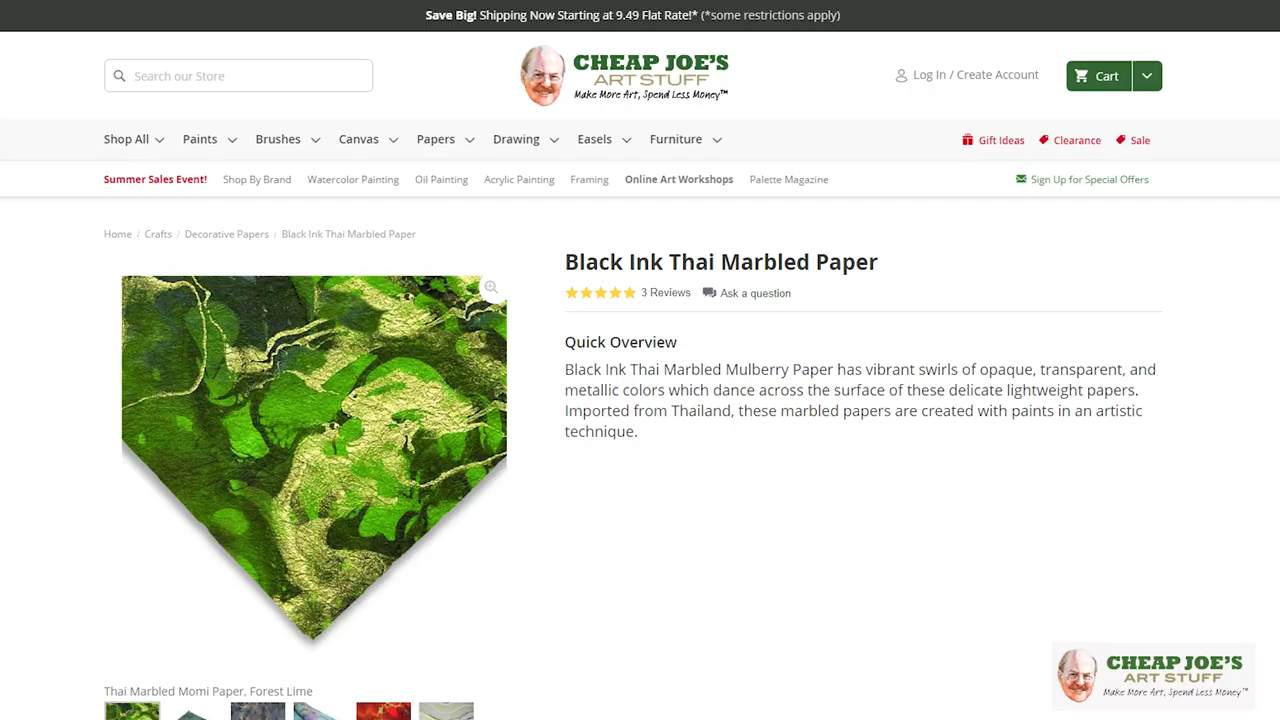 Save Big! Shipping Now Starting at 9.49 Flat Rate!* (*some restrictions apply)
Search our Store
CHEAP JOE'S
ART STUFF
Make More Art, Spend Less Money™
Log In / Create Account
Cart
Shop All Paints Brushes Canvas Papers Drawing Easels Furniture Gift Ideas Clearance Sale
Summer Sales Event! Shop By Brand Watercolor Painting Oil Painting Acrylic Painting Framing Online Art Workshops Palette Magazine Sign Up for Special Offers
Home / Crafts / Decorative Papers / Black Ink Thai Marbled Paper
Black Ink Thai Marbled Paper
3 Reviews Ask a question
Quick Overview
Black Ink Thai Marbled Mulberry Paper has vibrant swirls of opaque, transparent, and
metallic colors which dance across the surface of these delicate lightweight papers.
Imported from Thailand, these marbled papers are created with paints in an artistic
technique.
Thai Marbled Momi Paper, Forest Lime
CHEAP JOE'S
ART STUFF
Make More Art, Spend Less Money™